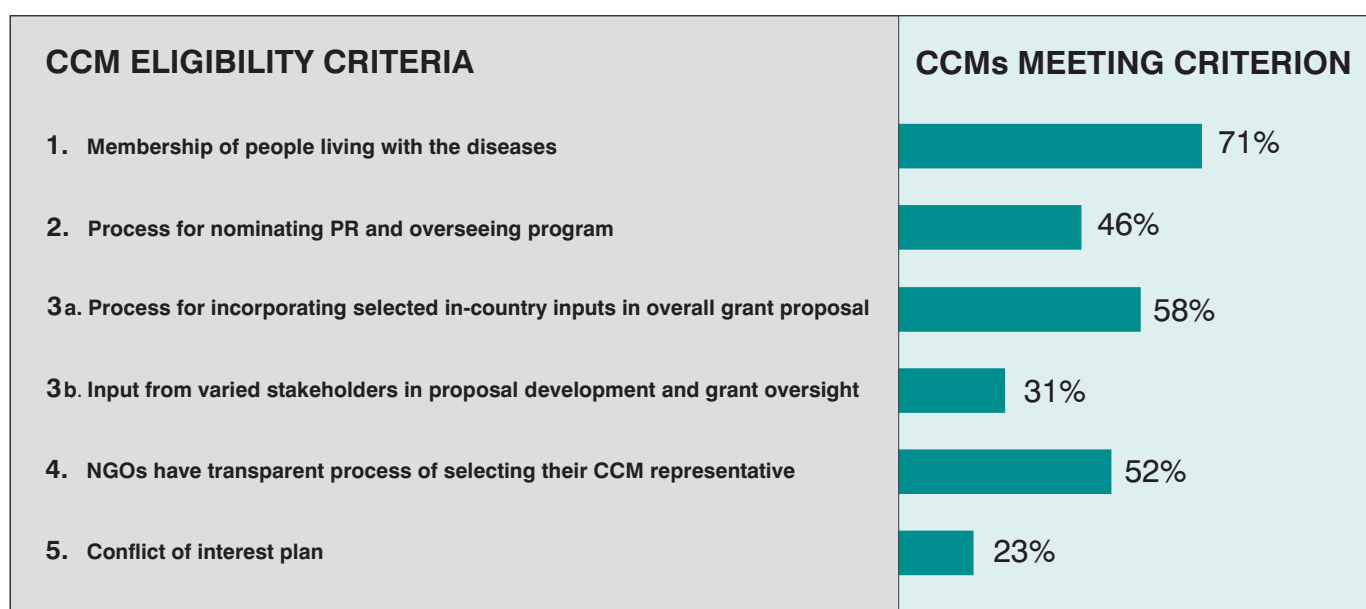 CCM ELIGIBILITY CRITERIA
CCMs MEETING CRITERION
1. Membership of people living with the diseases
71%
2. Process for nominating PR and overseeing program
46%
3a. Process for incorporating selected in-country inputs in overall grant proposal
58%
3b. Input from varied stakeholders in proposal development and grant oversight
31%
4. NGOs have transparent process of selecting their CCM representative
52%
5. Conflict of interest plan
23%